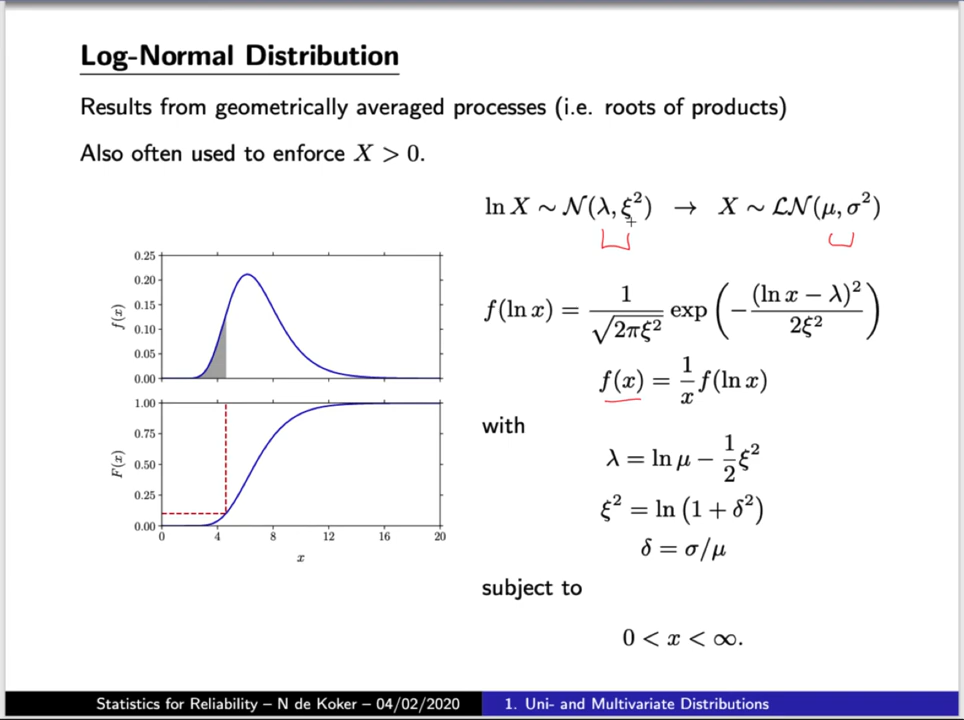 Log-Normal Distribution
Results from geometrically averaged processes (i.e. roots of products)
Also often used to enforce X > 0.
ln X ∼ 𝒩(λ, ξ²) → X ∼ ℒ𝒩(μ, σ²)
f(ln x) = 1/√(2πξ²) exp(−(ln x − λ)²/2ξ²)
f(x) = 1/x f(ln x)
with
λ = ln μ − 1/2 ξ²
ξ² = ln (1 + δ²)
δ = σ/μ
subject to
0 < x < ∞.
f(x)
0.25
0.20
0.15
0.10
0.05
0.00
F(x)
1.00
0.75
0.50
0.25
0.00
0 4 8 12 16 20
x
Statistics for Reliability – N de Koker – 04/02/2020 1. Uni- and Multivariate Distributions